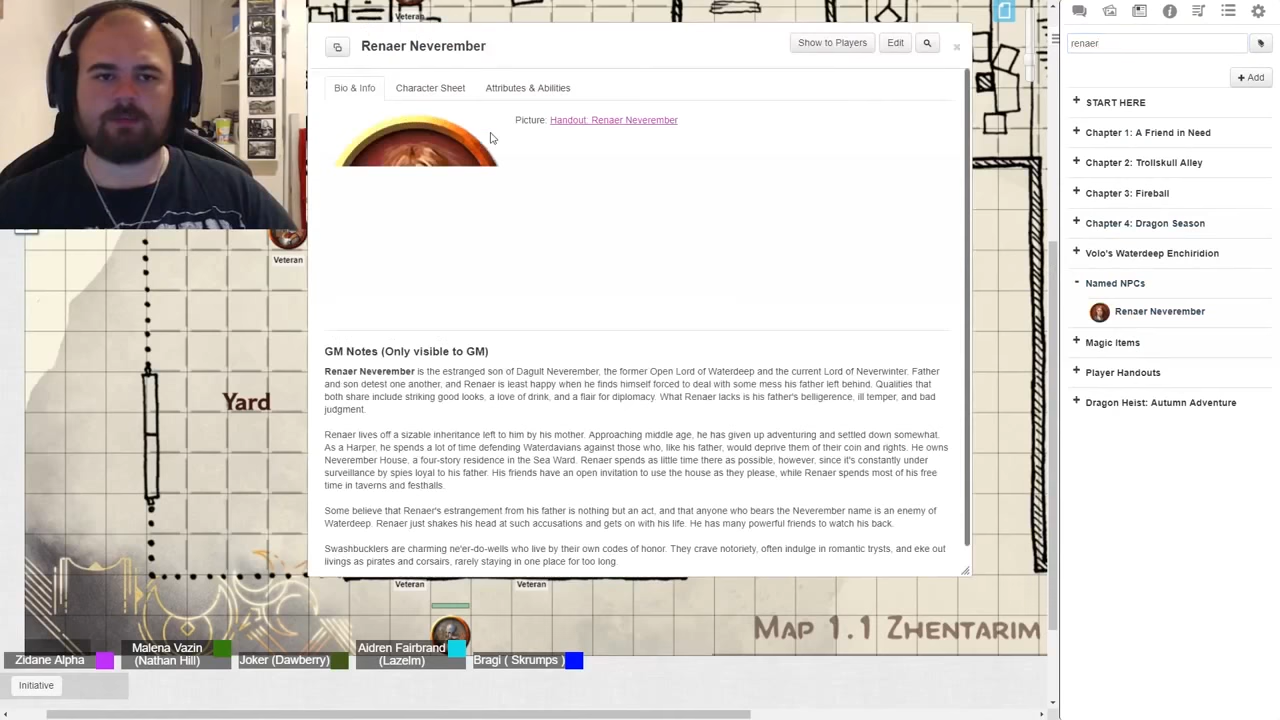 Veteran
Renaer Neverember
Show to Players
Edit
Bio & Info
Character Sheet
Attributes & Abilities
Picture: Handout: Renaer Neverember
GM Notes (Only visible to GM)
Renaer Neverember is the estranged son of Dagult Neverember, the former Open Lord of Waterdeep and the current Lord of Neverwinter. Father
and son detest one another, and Renaer is least happy when he finds himself forced to deal with some mess his father left behind. Qualities that
both share include striking good looks, a love of drink, and a flair for diplomacy. What Renaer lacks is his father's belligerence, ill temper, and bad
judgment.
Renaer lives off a sizable inheritance left to him by his mother. Approaching middle age, he has given up adventuring and settled down somewhat.
As a Harper, he spends a lot of time defending Waterdavians against those who, like his father, would deprive them of their coin and rights. He owns
Neverember House, a four-story residence in the Sea Ward. Renaer spends as little time there as possible, however, since it's constantly under
surveillance by spies loyal to his father. His friends have an open invitation to use the house as they please, while Renaer spends most of his free
time in taverns and festhalls.
Some believe that Renaer's estrangement from his father is nothing but an act, and that anyone who bears the Neverember name is an enemy of
Waterdeep. Renaer just shakes his head at such accusations and gets on with his life. He has many powerful friends to watch his back.
Swashbucklers are charming ne'er-do-wells who live by their own codes of honor. They crave notoriety, often indulge in romantic trysts, and eke out
livings as pirates and corsairs, rarely staying in one place for too long.
Veteran
Yard
Veteran
Veteran
Map 1.1 Zhentarim
Zidane Alpha
Malena Vazin
(Nathan Hill)
Joker (Dawberry)
Aidren Fairbrand
(Lazelm)
Bragi ( Skrumps )
Initiative
renaer
+ Add
START HERE
Chapter 1: A Friend in Need
Chapter 2: Trollskull Alley
Chapter 3: Fireball
Chapter 4: Dragon Season
Volo's Waterdeep Enchiridion
Named NPCs
Renaer Neverember
Magic Items
Player Handouts
Dragon Heist: Autumn Adventure